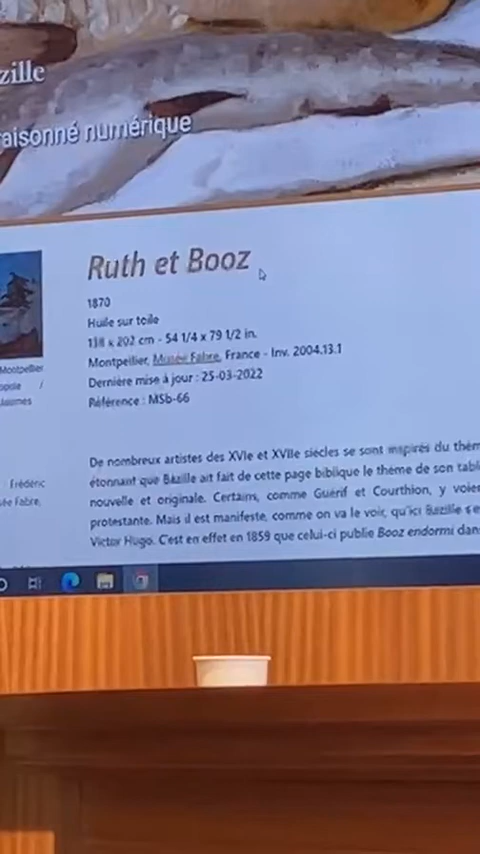 zille
aisonné numérique
Ruth et Booz
1870
Huile sur toile
138 x 202 cm - 54 1/4 x 79 1/2 in.
Montpellier, Musée Fabre, France - Inv. 2004.13.1
Dernière mise à jour : 25-03-2022
Référence : MSb-66
Montpellier
/
Frédéric
ée Fabre,
De nombreux artistes des XVIe et XVIIe siècles se sont inspirés du thèm
étonnant que Bazille ait fait de cette page biblique le thème de son tabl
nouvelle et originale. Certains, comme Guérif et Courthion, y voie
protestante. Mais il est manifeste, comme on va le voir, qu'ici Bazille s'e
Victor Hugo. C'est en effet en 1859 que celui-ci publie Booz endormi dan